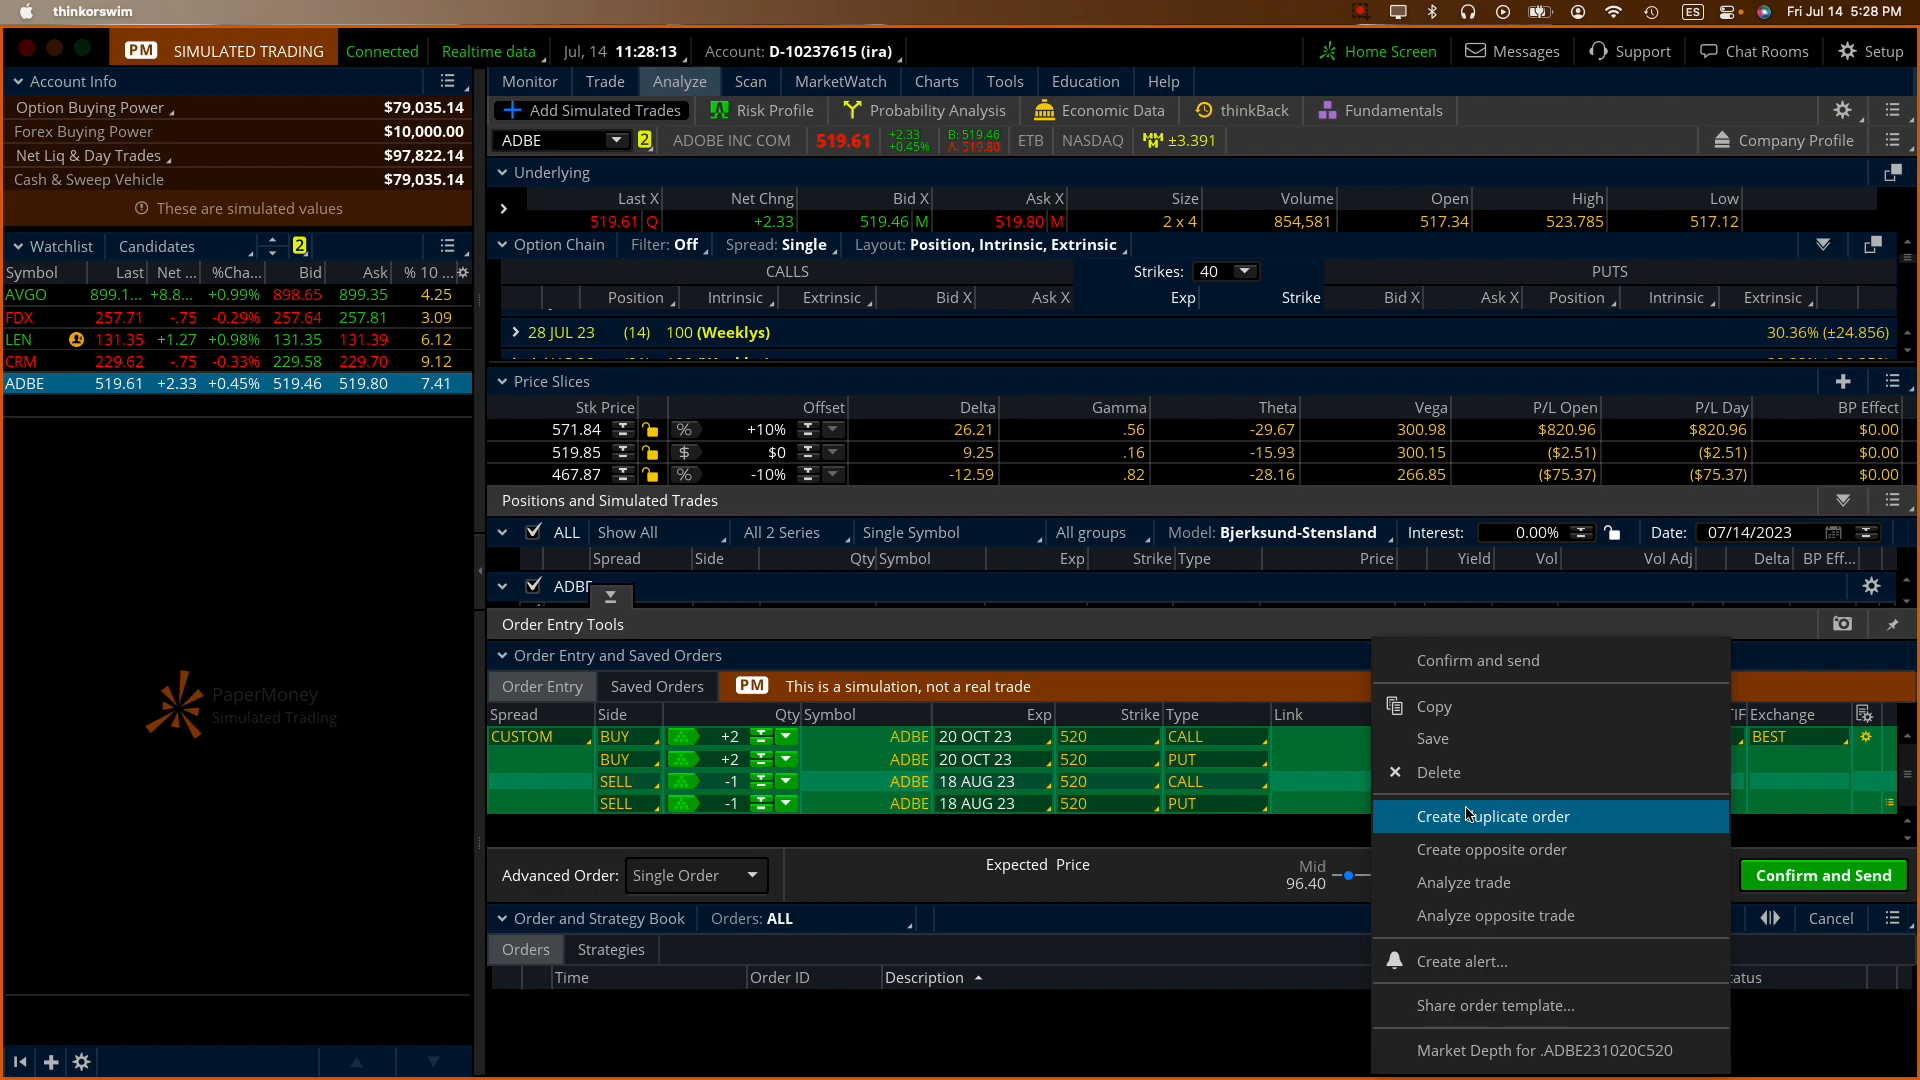 thinkorswim ES Fri Jul 14 5:28 PM
PM SIMULATED TRADING Connected Realtime data Jul, 14 11:28:13 Account: D-10237615 (ira) Home Screen Messages Support Chat Rooms Setup
Account Info
Option Buying Power $79,035.14
Forex Buying Power $10,000.00
Net Liq & Day Trades $97,822.14
Cash & Sweep Vehicle $79,035.14
These are simulated values
Watchlist Candidates 2
Symbol Last Net ... %Cha... Bid Ask % 10 ...
AVGO 899.1... +8.8... +0.99% 898.65 899.35 4.25
FDX 257.71 -.75 -0.29% 257.64 257.81 3.09
LEN 131.35 +1.27 +0.98% 131.35 131.39 6.12
CRM 229.62 -.75 -0.33% 229.58 229.70 9.12
ADBE 519.61 +2.33 +0.45% 519.46 519.80 7.41
PaperMoney
Simulated Trading
Monitor Trade Analyze Scan MarketWatch Charts Tools Education Help
Add Simulated Trades Risk Profile Probability Analysis Economic Data thinkBack Fundamentals
ADBE 2 ADOBE INC COM 519.61 +2.33 +0.45% B: 519.46 A: 519.80 ETB NASDAQ ±3.391 Company Profile
Underlying
Last X Net Chng Bid X Ask X Size Volume Open High Low
519.61 Q +2.33 519.46 M 519.80 M 2 x 4 854,581 517.34 523.785 517.12
Option Chain Filter: Off Spread: Single Layout: Position, Intrinsic, Extrinsic
CALLS Strikes: 40 PUTS
Position Intrinsic Extrinsic Bid X Ask X Exp Strike Bid X Ask X Position Intrinsic Extrinsic
28 JUL 23 (14) 100 (Weeklys) 30.36% (±24.856)
Price Slices
Stk Price Offset Delta Gamma Theta Vega P/L Open P/L Day BP Effect
571.84 % +10% 26.21 .56 -29.67 300.98 $820.96 $820.96 $0.00
519.85 $ $0 9.25 .16 -15.93 300.15 ($2.51) ($2.51) $0.00
467.87 % -10% -12.59 .82 -28.16 266.85 ($75.37) ($75.37) $0.00
Positions and Simulated Trades
ALL Show All All 2 Series Single Symbol All groups Model: Bjerksund-Stensland Interest: 0.00% Date: 07/14/2023
Spread Side Qty Symbol Exp Strike Type Price Yield Vol Vol Adj Delta BP Eff...
ADBE
Order Entry Tools
Order Entry and Saved Orders
Order Entry Saved Orders PM This is a simulation, not a real trade
Spread Side Qty Symbol Exp Strike Type Link TIF Exchange
CUSTOM BUY +2 ADBE 20 OCT 23 520 CALL BEST
BUY +2 ADBE 20 OCT 23 520 PUT
SELL -1 ADBE 18 AUG 23 520 CALL
SELL -1 ADBE 18 AUG 23 520 PUT
Advanced Order: Single Order Expected Price Mid 96.40 Confirm and Send
Order and Strategy Book Orders: ALL Cancel
Orders Strategies
Time Order ID Description tatus
Confirm and send
Copy
Save
Delete
Create duplicate order
Create opposite order
Analyze trade
Analyze opposite trade
Create alert...
Share order template...
Market Depth for .ADBE231020C520